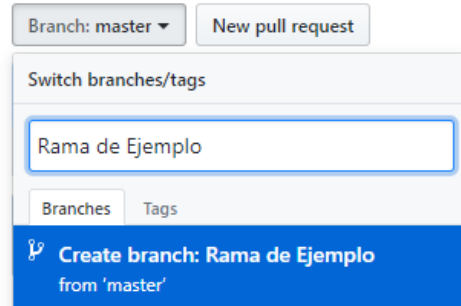 Branch: master New pull request
Switch branches/tags
Rama de Ejemplo
Branches Tags
Create branch: Rama de Ejemplo
from 'master'